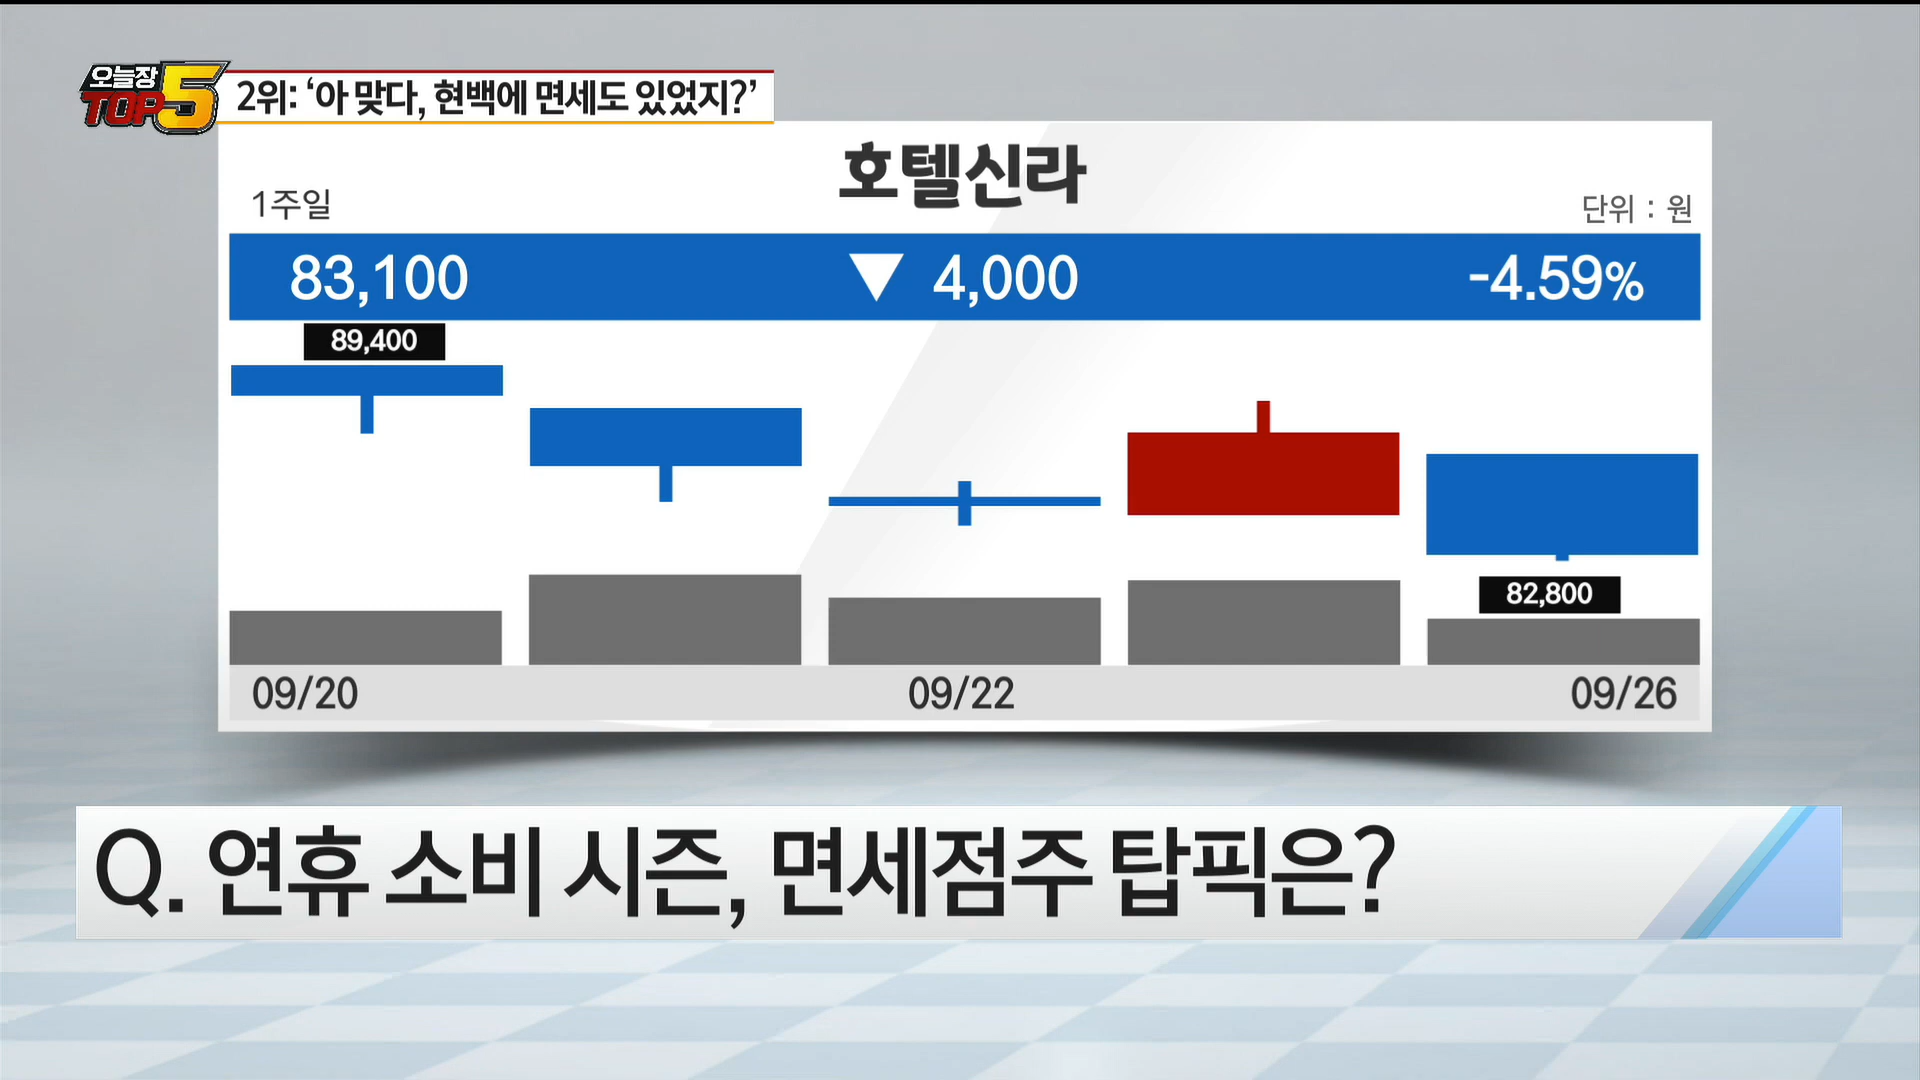 오늘장
TOP5
2위: ‘아 맞다, 현백에 면세도 있었지?’
호텔신라
1주일
단위 : 원
83,100 ▼ 4,000 -4.59%
89,400
82,800
09/20 09/22 09/26
Q. 연휴 소비 시즌, 면세점주 탑픽은?